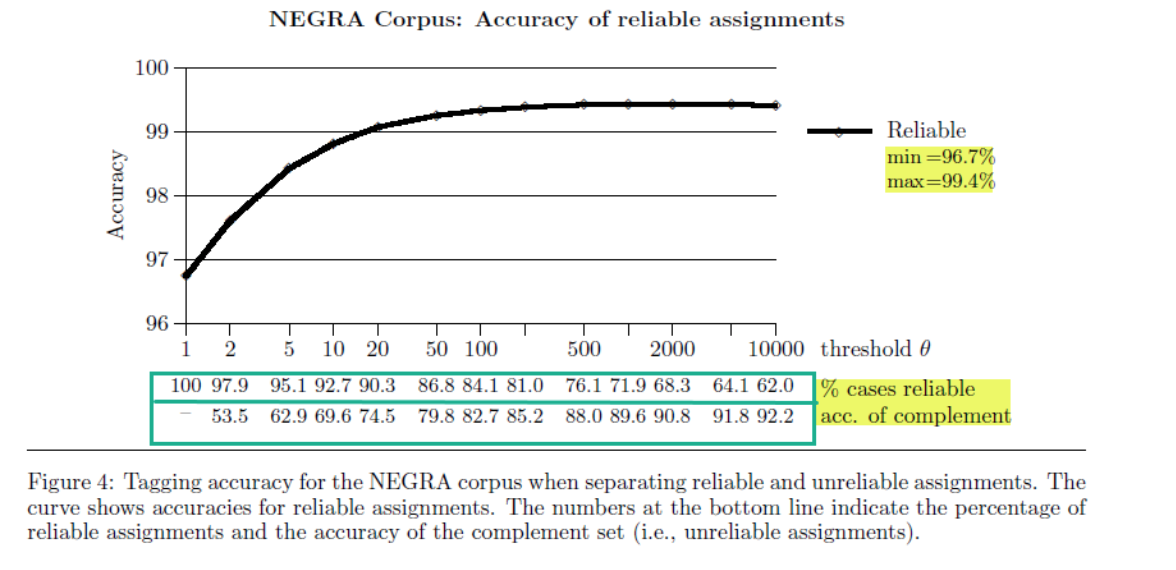 NEGRA Corpus: Accuracy of reliable assignments
100
99
98
97
96
Accuracy
Reliable
min =96.7%
max=99.4%
1 2 5 10 20 50 100 500 2000 10000 threshold θ
100 97.9 95.1 92.7 90.3 86.8 84.1 81.0 76.1 71.9 68.3 64.1 62.0 % cases reliable
– 53.5 62.9 69.6 74.5 79.8 82.7 85.2 88.0 89.6 90.8 91.8 92.2 acc. of complement
Figure 4: Tagging accuracy for the NEGRA corpus when separating reliable and unreliable assignments. The
curve shows accuracies for reliable assignments. The numbers at the bottom line indicate the percentage of
reliable assignments and the accuracy of the complement set (i.e., unreliable assignments).